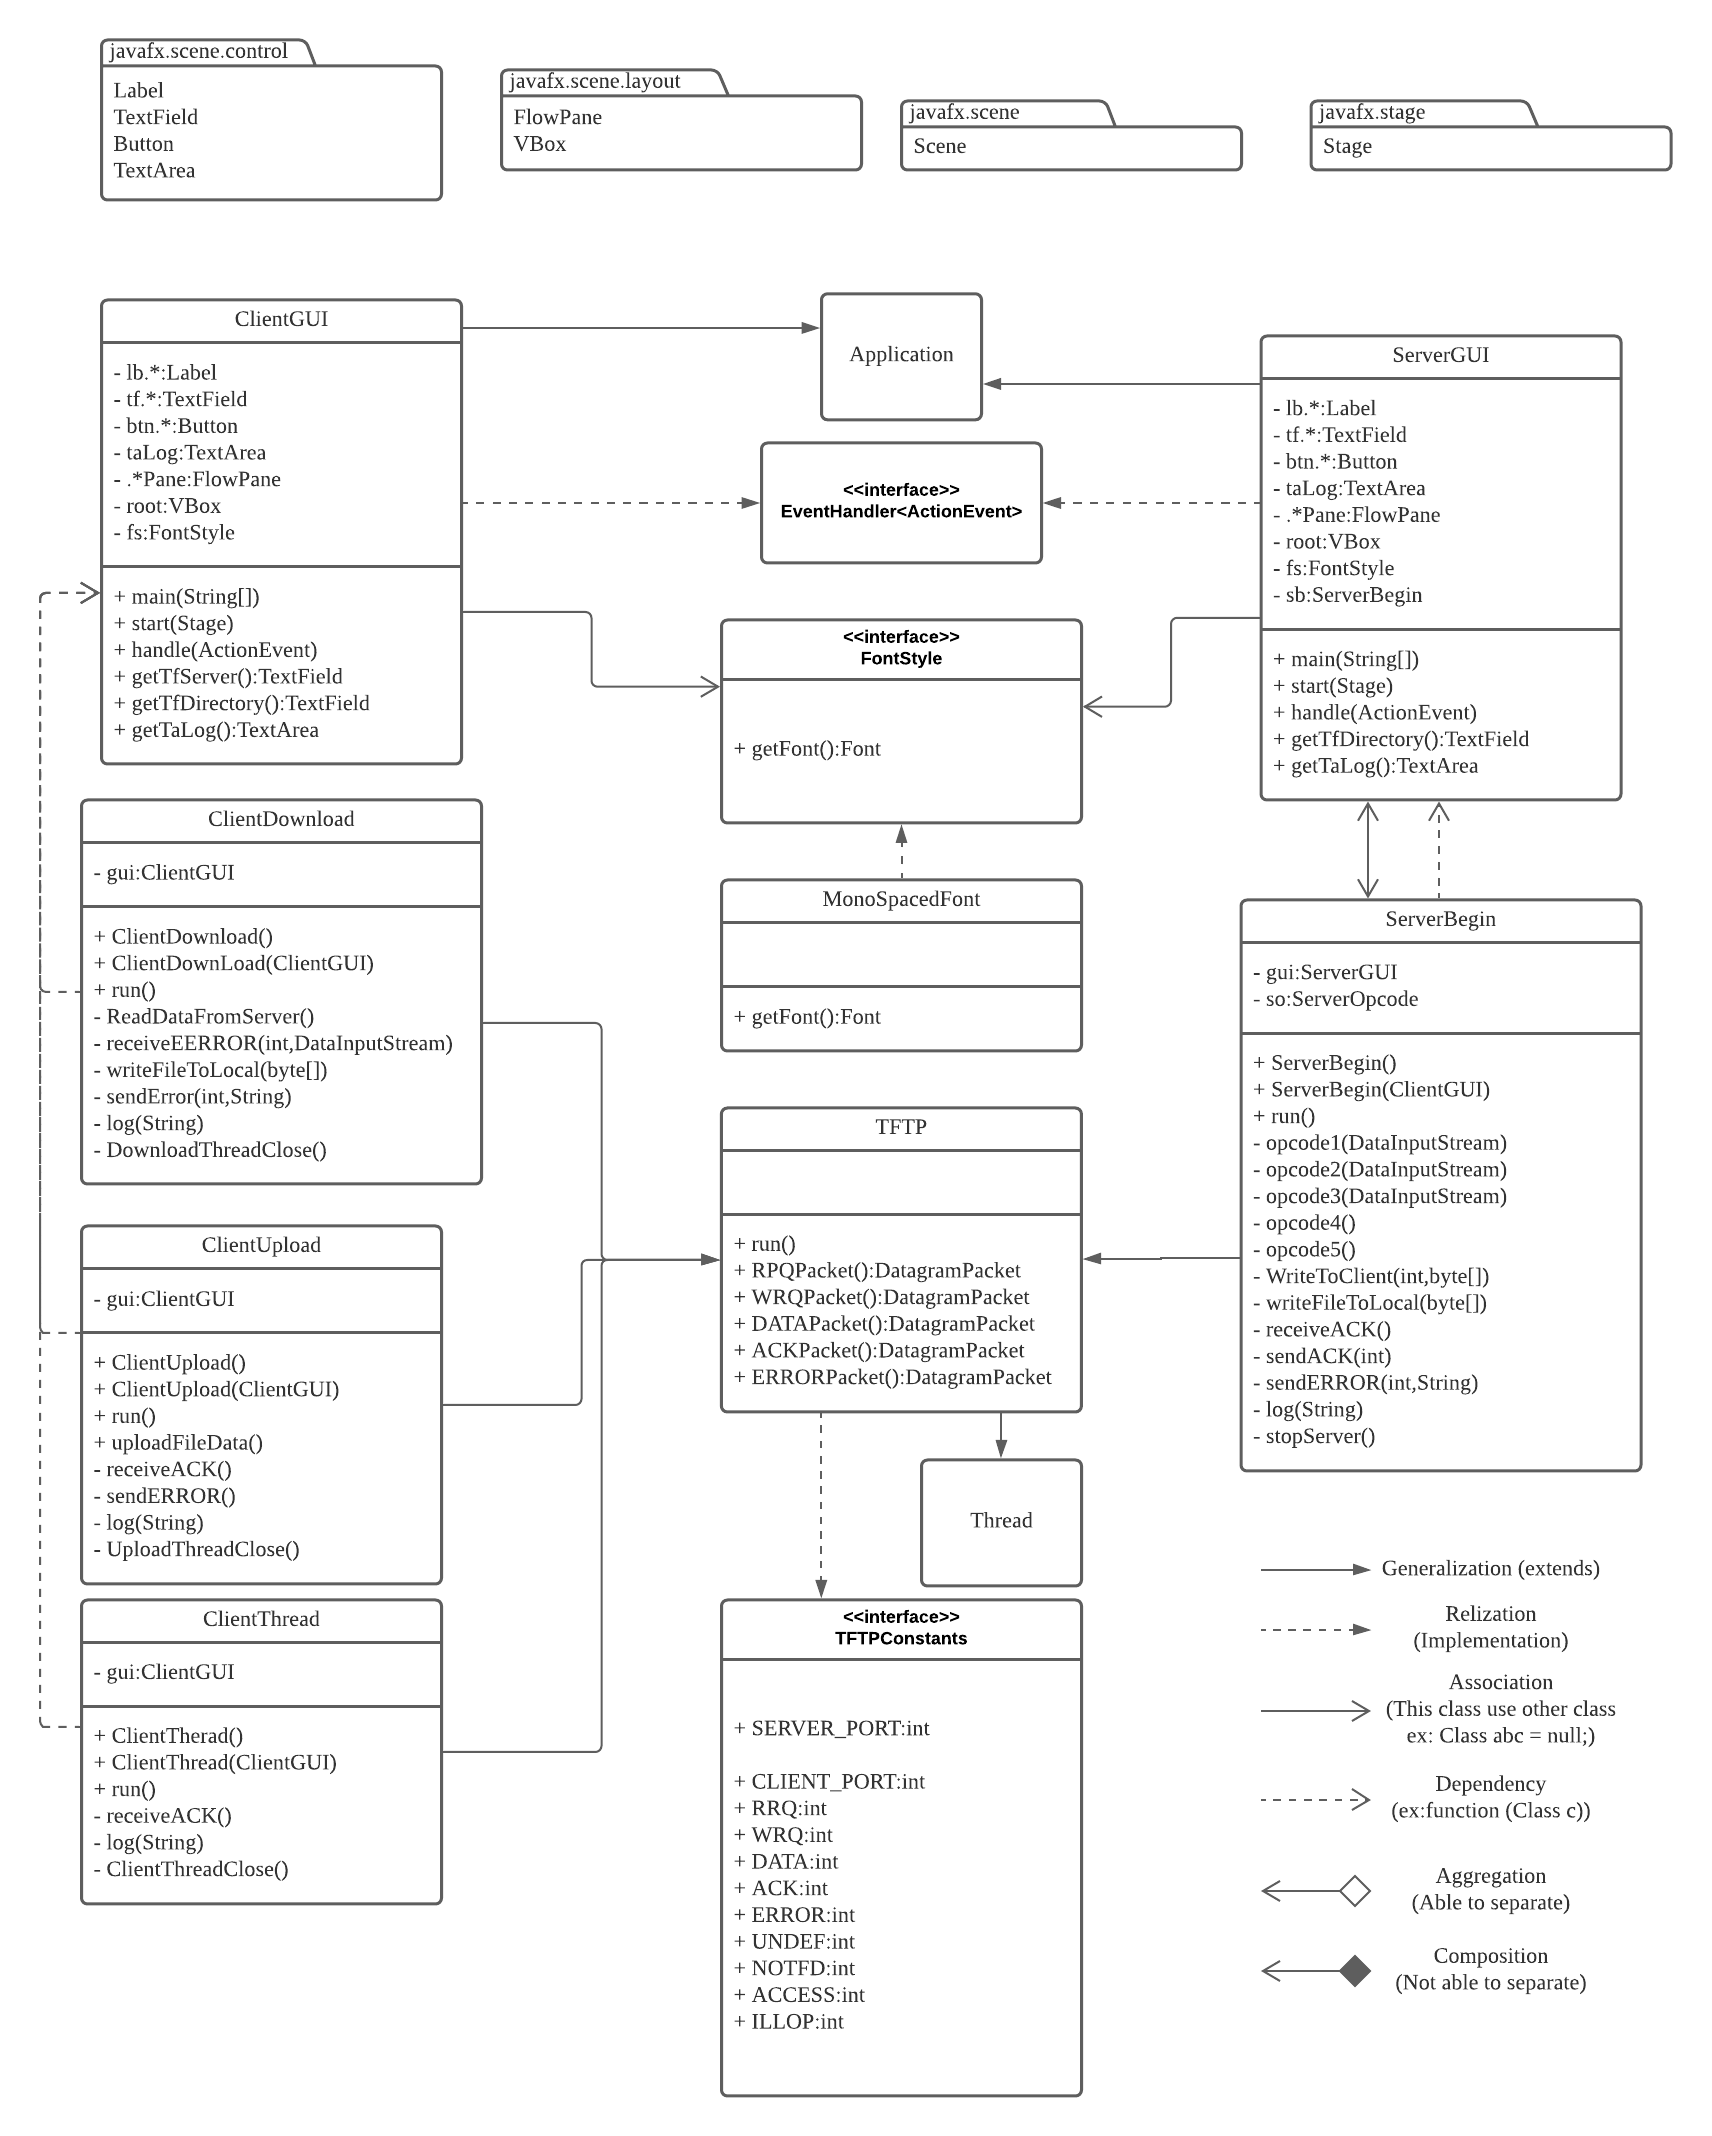 javafx.scene.control
Label
TextField
Button
TextArea
javafx.scene.layout
FlowPane
VBox
javafx.scene
Scene
javafx.stage
Stage
ClientGUI
- lb.*:Label
- tf.*:TextField
- btn.*:Button
- taLog:TextArea
- .*Pane:FlowPane
- root:VBox
- fs:FontStyle
+ main(String[])
+ start(Stage)
+ handle(ActionEvent)
+ getTfServer():TextField
+ getTfDirectory():TextField
+ getTaLog():TextArea
Application
<<interface>>
EventHandler<ActionEvent>
ServerGUI
- lb.*:Label
- tf.*:TextField
- btn.*:Button
- taLog:TextArea
- .*Pane:FlowPane
- root:VBox
- fs:FontStyle
- sb:ServerBegin
+ main(String[])
+ start(Stage)
+ handle(ActionEvent)
+ getTfDirectory():TextField
+ getTaLog():TextArea
<<interface>>
FontStyle
+ getFont():Font
ClientDownload
- gui:ClientGUI
+ ClientDownload()
+ ClientDownLoad(ClientGUI)
+ run()
- ReadDataFromServer()
- receiveEERROR(int,DataInputStream)
- writeFileToLocal(byte[])
- sendError(int,String)
- log(String)
- DownloadThreadClose()
MonoSpacedFont
+ getFont():Font
ServerBegin
- gui:ServerGUI
- so:ServerOpcode
+ ServerBegin()
+ ServerBegin(ClientGUI)
+ run()
- opcode1(DataInputStream)
- opcode2(DataInputStream)
- opcode3(DataInputStream)
- opcode4()
- opcode5()
- WriteToClient(int,byte[])
- writeFileToLocal(byte[])
- receiveACK()
- sendACK(int)
- sendERROR(int,String)
- log(String)
- stopServer()
TFTP
+ run()
+ RPQPacket():DatagramPacket
+ WRQPacket():DatagramPacket
+ DATAPacket():DatagramPacket
+ ACKPacket():DatagramPacket
+ ERRORPacket():DatagramPacket
ClientUpload
- gui:ClientGUI
+ ClientUpload()
+ ClientUpload(ClientGUI)
+ run()
+ uploadFileData()
- receiveACK()
- sendERROR()
- log(String)
- UploadThreadClose()
Thread
ClientThread
- gui:ClientGUI
+ ClientTherad()
+ ClientThread(ClientGUI)
+ run()
- receiveACK()
- log(String)
- ClientThreadClose()
<<interface>>
TFTPConstants
+ SERVER_PORT:int
+ CLIENT_PORT:int
+ RRQ:int
+ WRQ:int
+ DATA:int
+ ACK:int
+ ERROR:int
+ UNDEF:int
+ NOTFD:int
+ ACCESS:int
+ ILLOP:int
Generalization (extends)
Relization
(Implementation)
Association
(This class use other class
ex: Class abc = null;)
Dependency
(ex:function (Class c))
Aggregation
(Able to separate)
Composition
(Not able to separate)